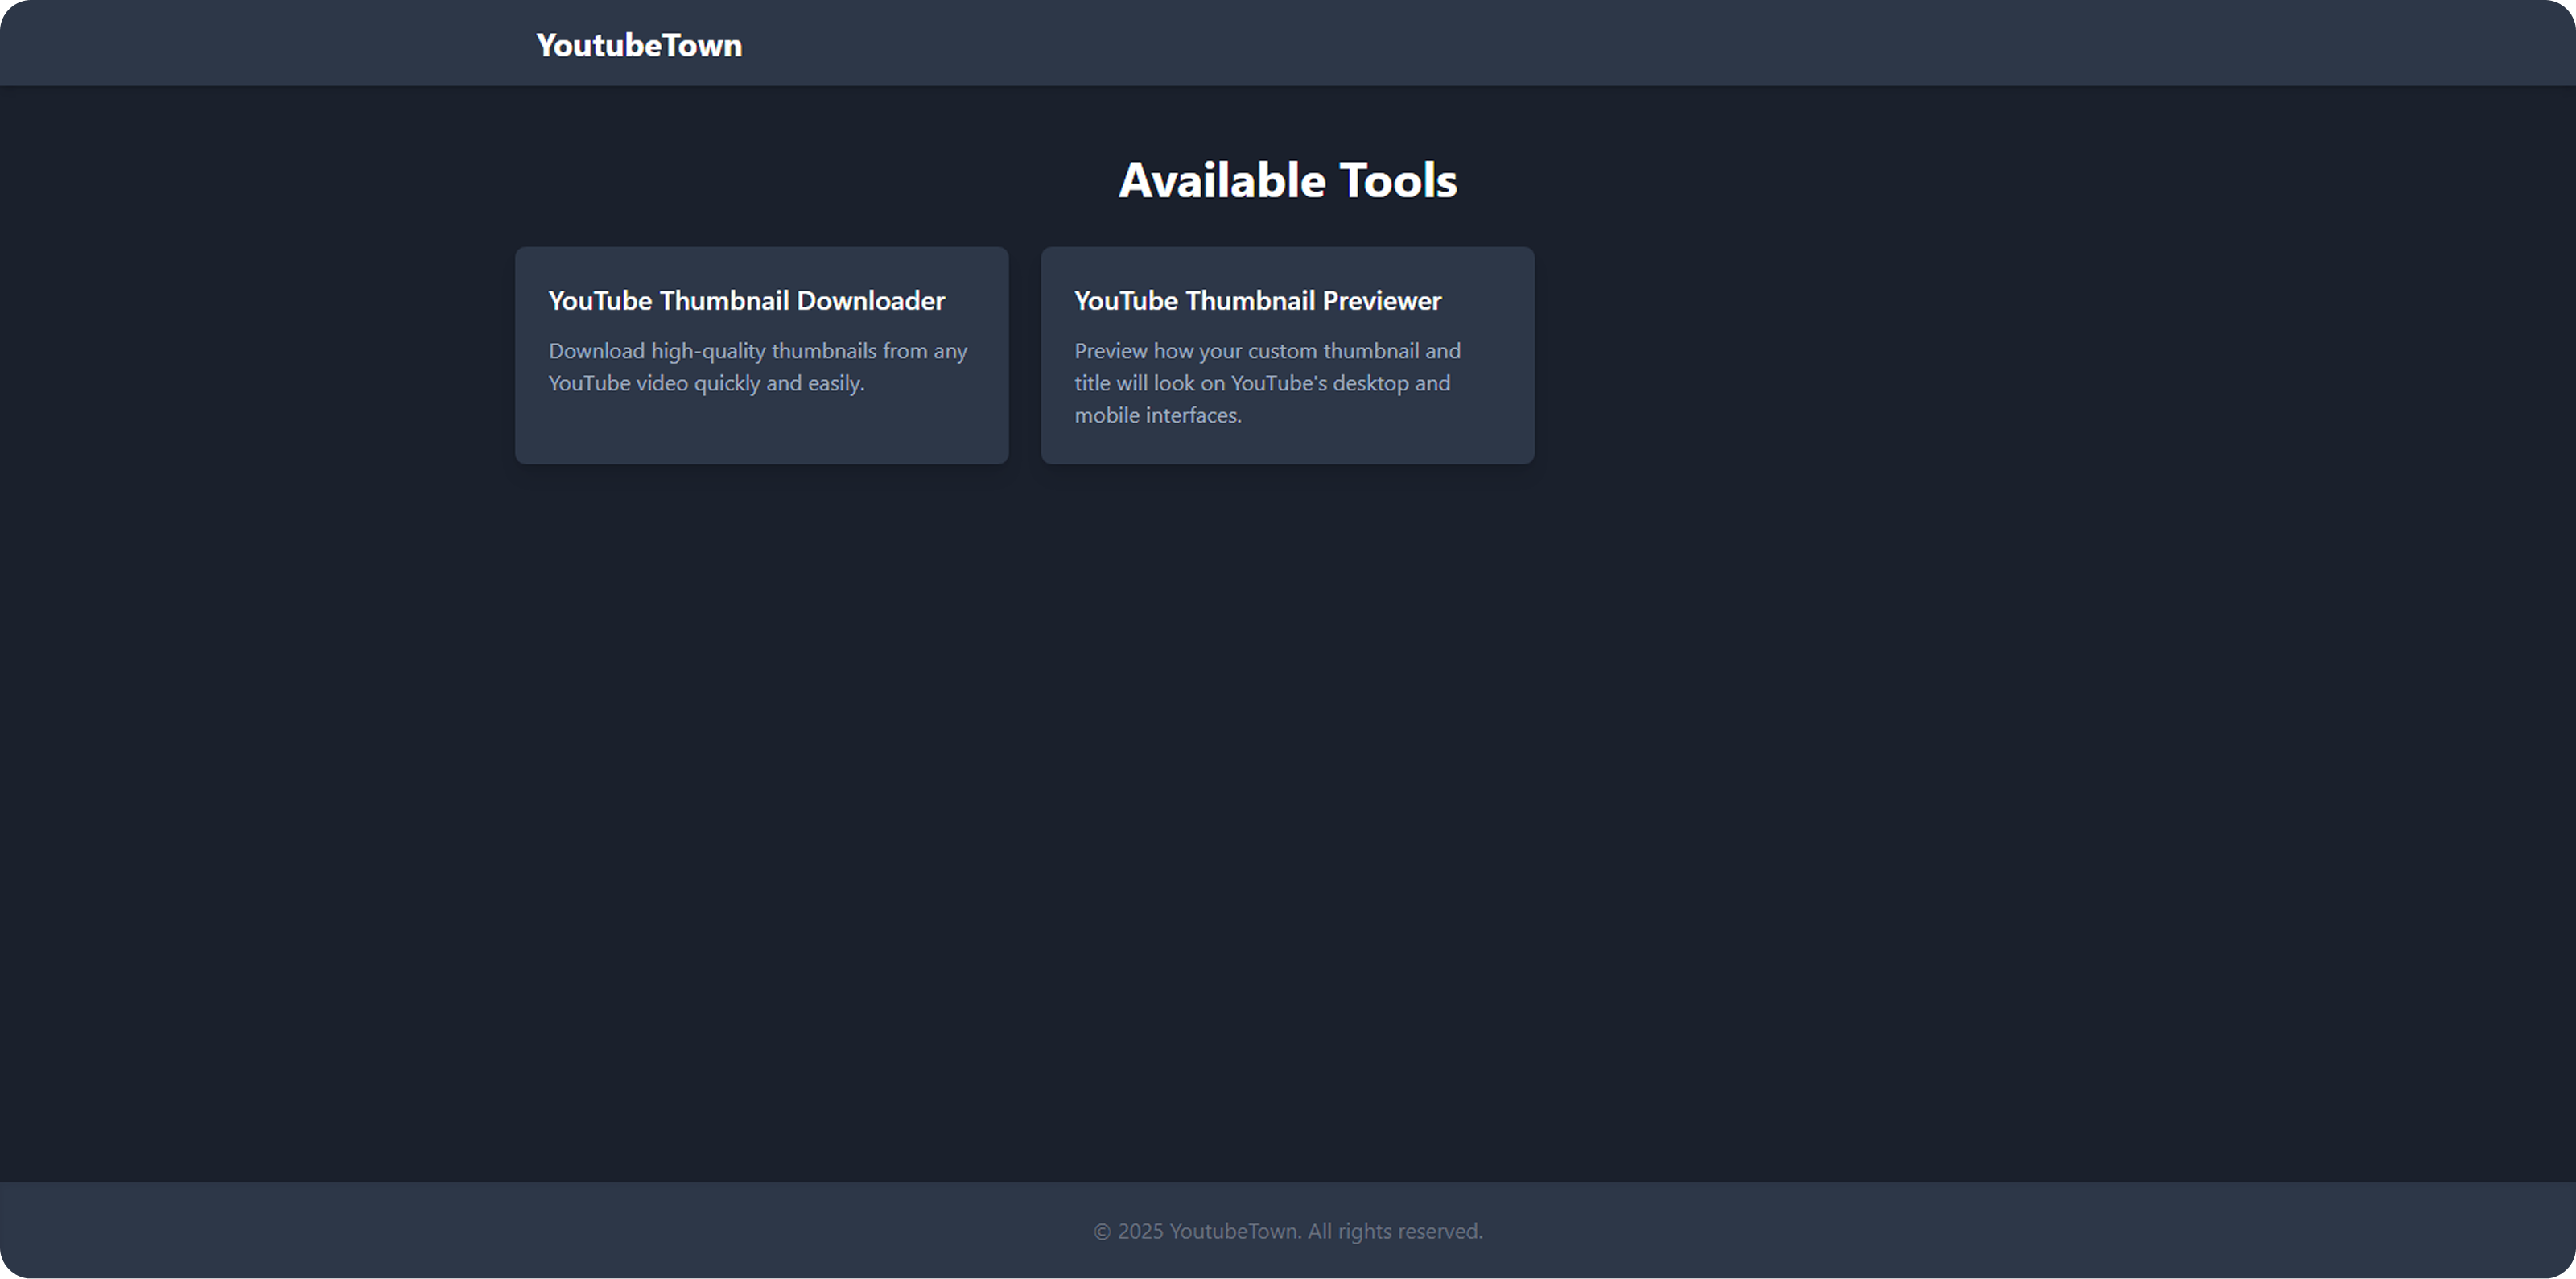 YoutubeTown
Available Tools
YouTube Thumbnail Downloader
Download high-quality thumbnails from any
YouTube video quickly and easily.
YouTube Thumbnail Previewer
Preview how your custom thumbnail and
title will look on YouTube's desktop and
mobile interfaces.
© 2025 YoutubeTown. All rights reserved.